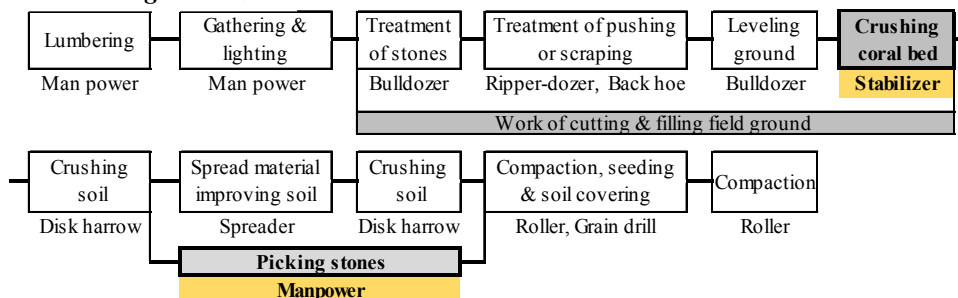 Lumbering
Gathering &
lighting
Treatment
of stones
Treatment of pushing
or scraping
Leveling
ground
Crushing
coral bed
Man power
Man power
Bulldozer
Ripper-dozer, Back hoe
Bulldozer
Stabilizer
Work of cutting & filling field ground
Crushing
soil
Spread material
improving soil
Crushing
soil
Compaction, seeding
& soil covering
Compaction
Disk harrow
Spreader
Disk harrow
Roller, Grain drill
Roller
Picking stones
Manpower